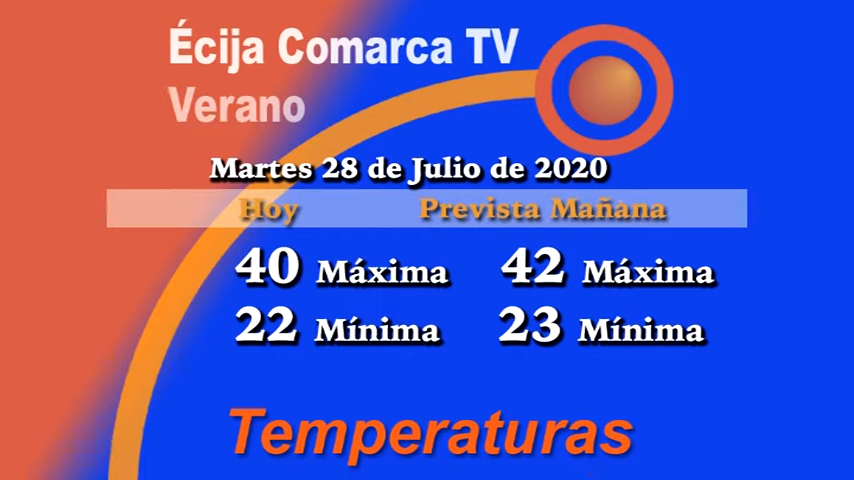 Écija Comarca TV
Verano
Martes 28 de Julio de 2020
Hoy Prevista Mañana
40 Máxima 42 Máxima
22 Mínima 23 Mínima
Temperaturas